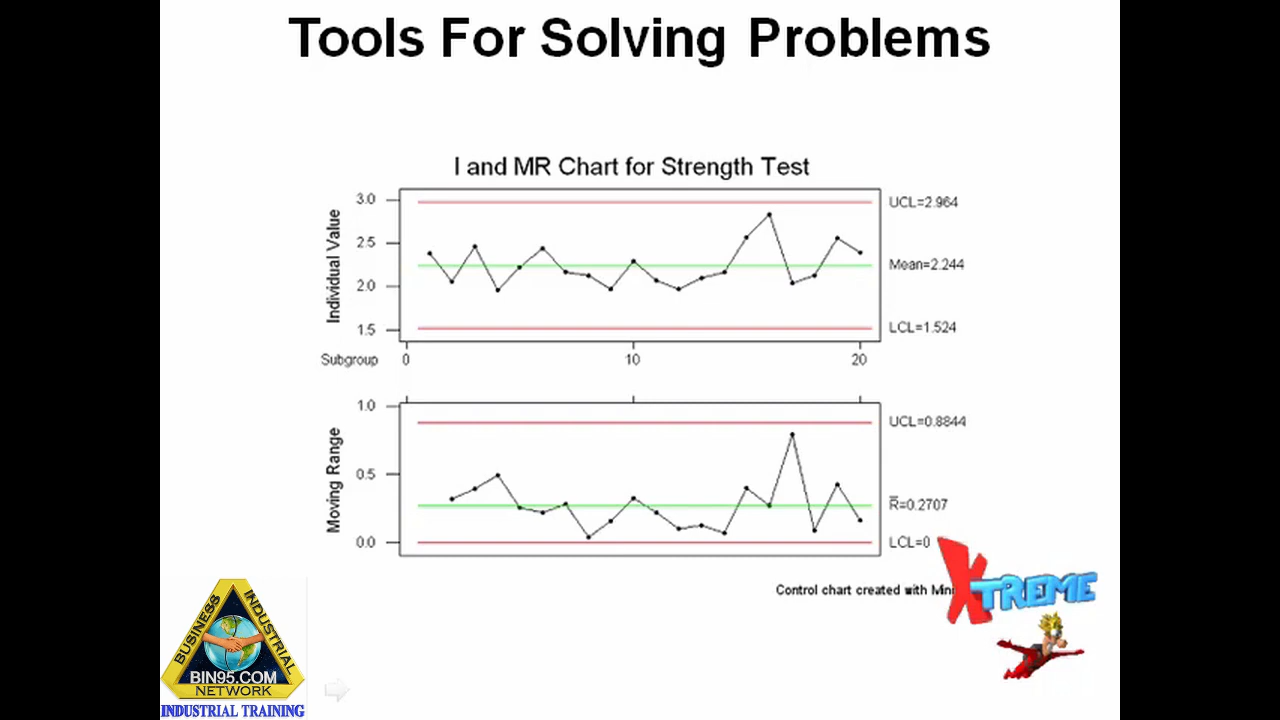 Tools For Solving Problems
I and MR Chart for Strength Test
Individual Value
3.0
2.5
2.0
1.5
UCL=2.964
Mean=2.244
LCL=1.524
Subgroup 0 10 20
Moving Range
1.0
0.5
0.0
UCL=0.8844
R̅=0.2707
LCL=0
Control chart created with
XTREME
BUSINESS INDUSTRIAL
BIN95.COM
NETWORK
INDUSTRIAL TRAINING